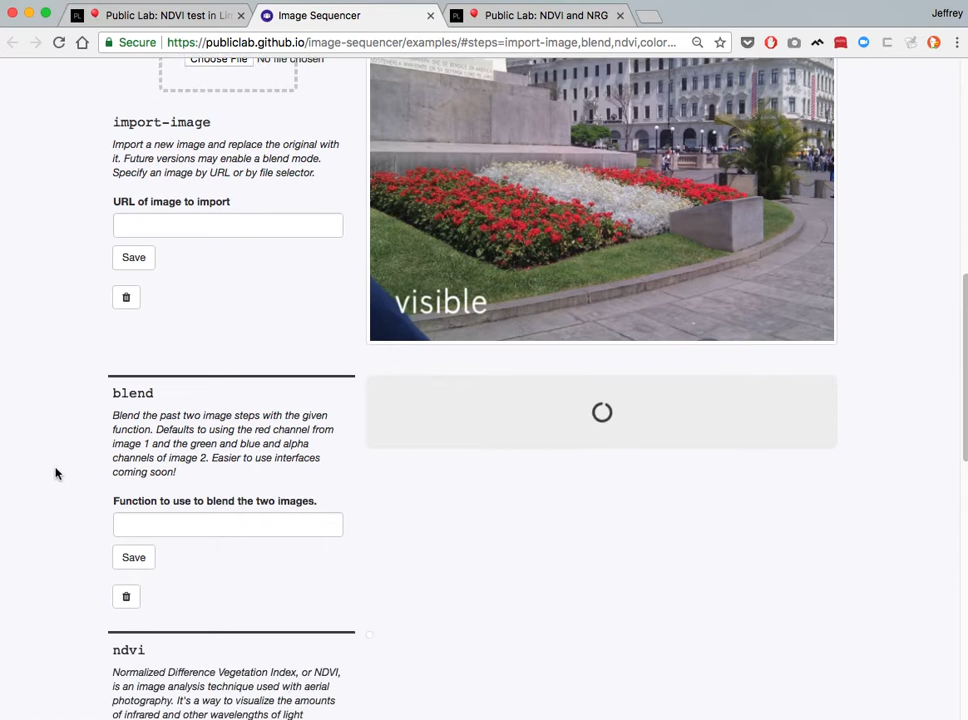 Public Lab: NDVI test in Lim
Image Sequencer
Public Lab: NDVI and NRG
Jeffrey
Secure
https://publiclab.github.io/image-sequencer/examples/#steps=import-image,blend,ndvi,color...
Choose File No file chosen
import-image
Import a new image and replace the original with
it. Future versions may enable a blend mode.
Specify an image by URL or by file selector.
URL of image to import
Save
visible
blend
Blend the past two image steps with the given
function. Defaults to using the red channel from
image 1 and the green and blue and alpha
channels of image 2. Easier to use interfaces
coming soon!
Function to use to blend the two images.
Save
ndvi
Normalized Difference Vegetation Index, or NDVI,
is an image analysis technique used with aerial
photography. It's a way to visualize the amounts
of infrared and other wavelengths of light